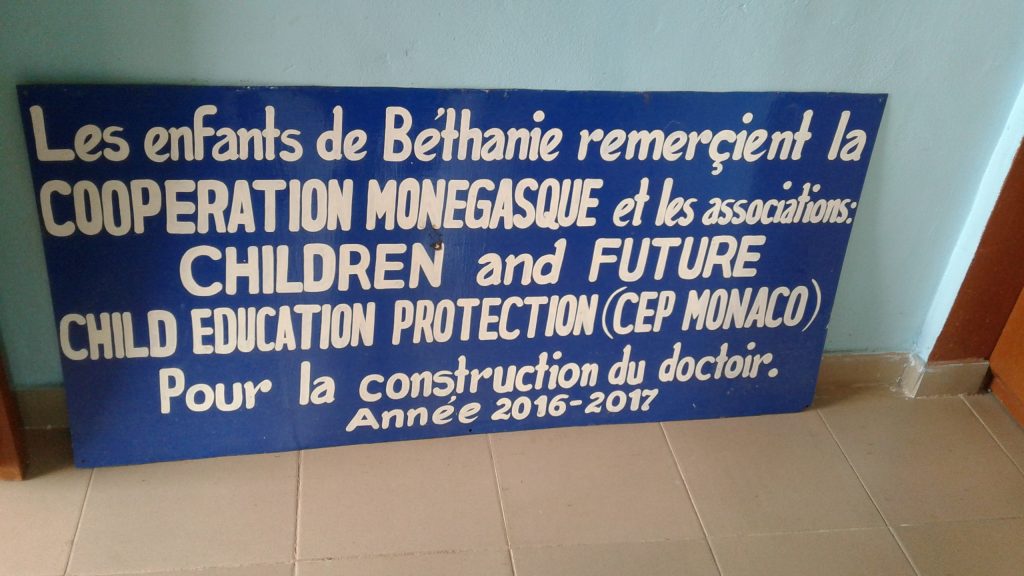 Les enfants de Béthanie remerçient la
COOPERATION MONEGASQUE et les associations:
CHILDREN and FUTURE
CHILD EDUCATION PROTECTION (CEP MONACO)
Pour la construction du doctoir.
Année 2016-2017